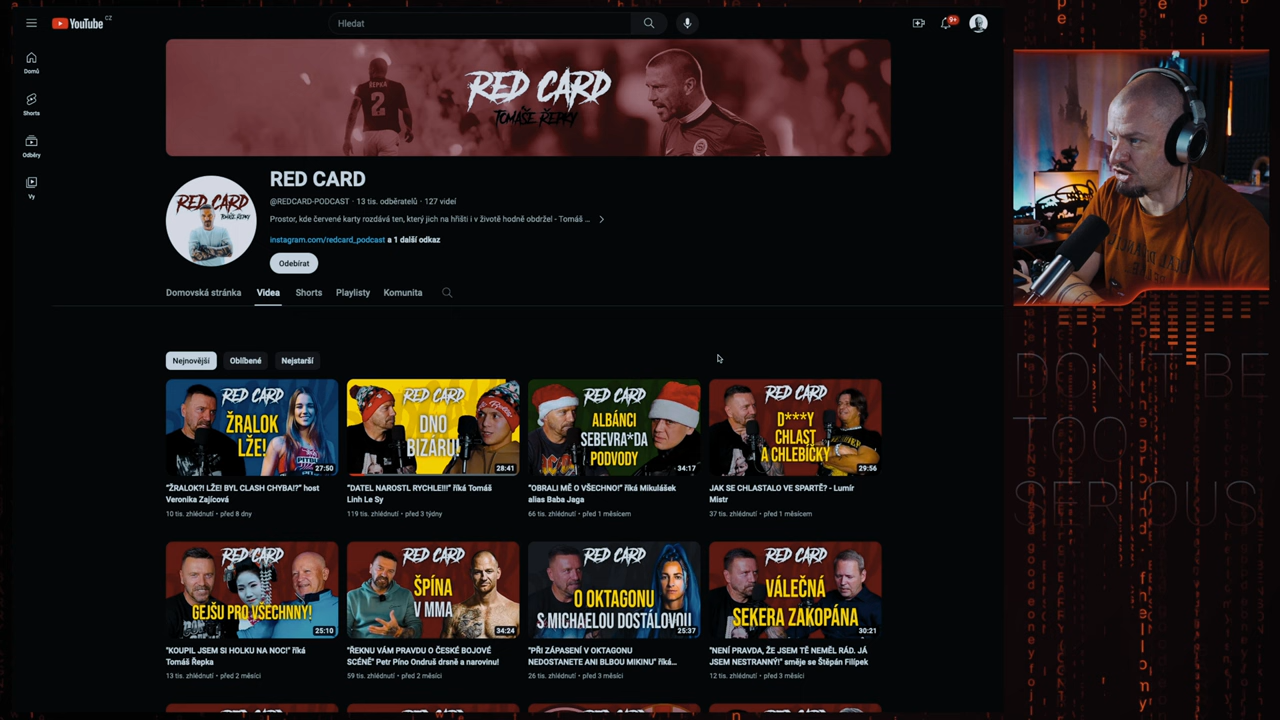 YouTube CZ
Hledat
9+
Domů
Shorts
Odběry
Vy
ŘEPKA
2
RED CARD
TOMÁŠE ŘEPKY
RED CARD
TOMÁŠE ŘEPKY
RED CARD
@REDCARD-PODCAST · 13 tis. odběratelů · 127 videí
Prostor, kde červené karty rozdává ten, který jich na hřišti i v životě hodně obdržel - Tomáš ...
instagram.com/redcard_podcast a 1 další odkaz
Odebírat
Domovská stránka Videa Shorts Playlisty Komunita
Nejnovější Oblíbené Nejstarší
RED CARD
ŽRALOK
LŽE!
27:50
RED CARD
DNO
BIZÁRU!
28:41
RED CARD
ALBÁNCI
SEBEVRA*DA
PODVODY
34:17
RED CARD
D***Y
CHLAST
A CHLEBÍČKY
29:56
"ŽRALOK?! LŽE! BYL CLASH CHYBA!?" host
Veronika Zajícová
10 tis. zhlédnutí • před 8 dny
"DATEL NAROSTL RYCHLE!!!" říká Tomáš
Linh Le Sy
119 tis. zhlédnutí • před 3 týdny
"OBRALI MĚ O VŠECHNO!" říká Mikulášek
alias Baba Jaga
66 tis. zhlédnutí • před 1 měsícem
JAK SE CHLASTALO VE SPARTĚ? - Lumír
Mistr
37 tis. zhlédnutí • před 1 měsícem
RED CARD
GEJŠU PRO VŠECHNNY!
25:10
RED CARD
ŠPÍNA
V MMA
34:24
RED CARD
O OKTAGONU
S MICHAELOU DOSTÁLOVOU
25:37
RED CARD
VÁLEČNÁ
SEKERA ZAKOPÁNA
30:21
"KOUPIL JSEM SI HOLKU NA NOC!" říká
Tomáš Řepka
13 tis. zhlédnutí • před 2 měsíci
"ŘEKNU VÁM PRAVDU O ČESKÉ BOJOVÉ
SCÉNĚ" Petr Píno Ondruš drsně a narovinu!
59 tis. zhlédnutí • před 2 měsíci
"PŘI ZÁPASENÍ V OKTAGONU
NEDOSTANETE ANI BLBOU MIKINU" říká...
26 tis. zhlédnutí • před 3 měsíci
"NENÍ PRAVDA, ŽE JSEM TĚ NEMĚL RÁD. JÁ
JSEM NESTRANNÝ!" směje se Štěpán Filípek
12 tis. zhlédnutí • před 3 měsíci
DON'T BE
TOO
SERIOUS